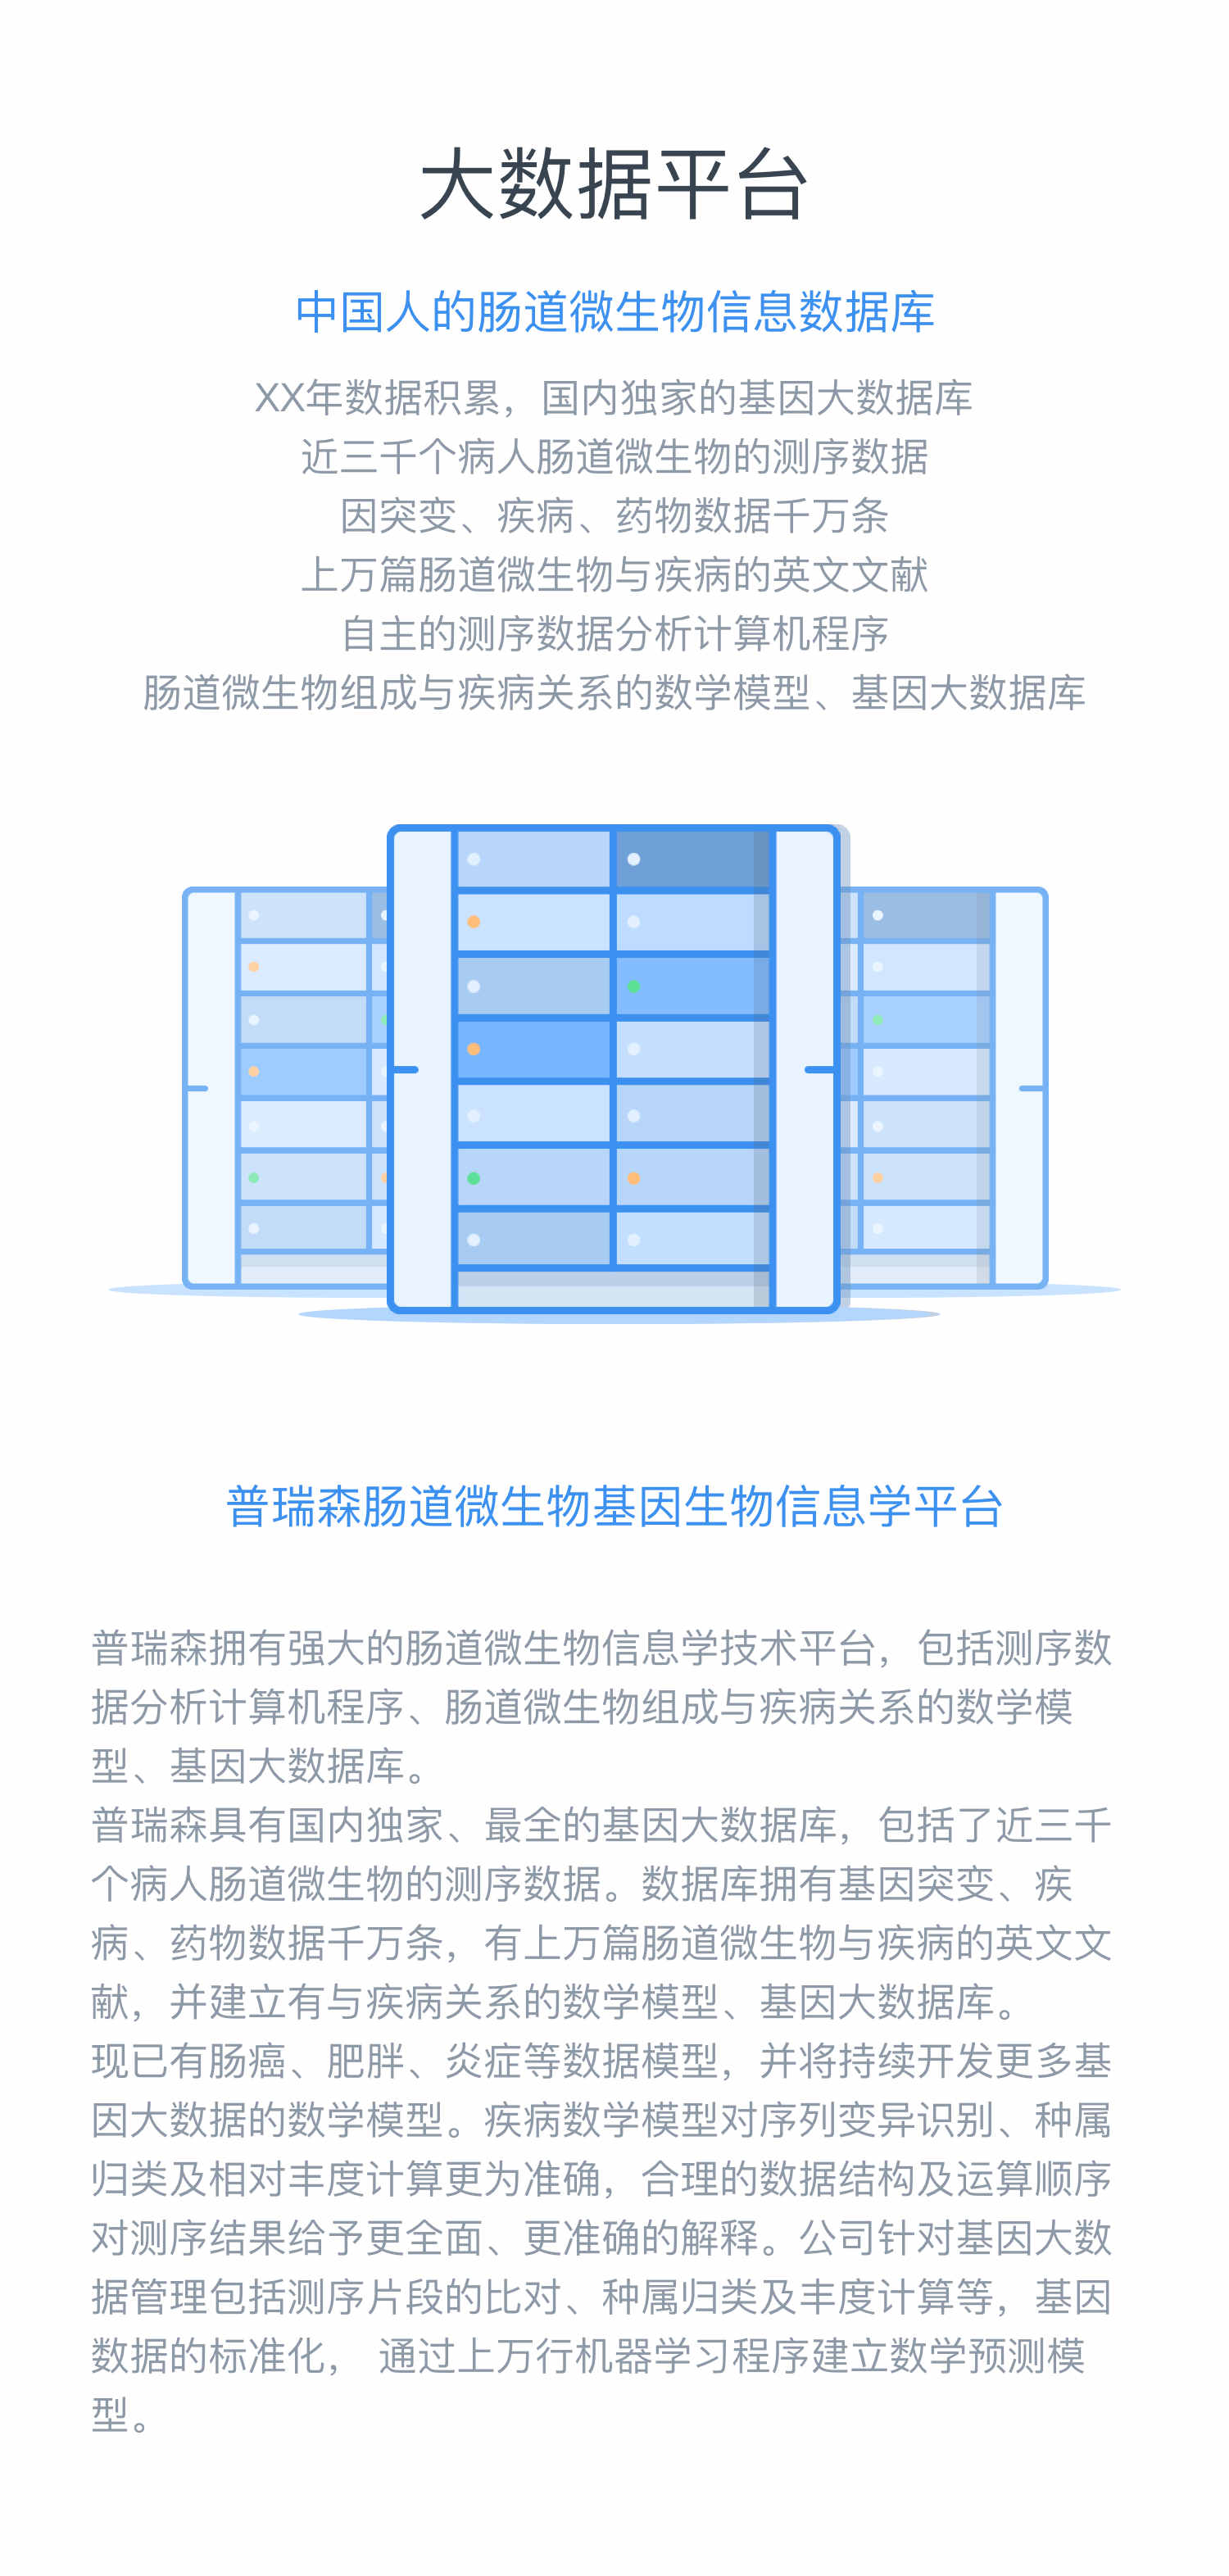 大数据平台
中国人的肠道微生物信息数据库
XX年数据积累，国内独家的基因大数据库
近三千个病人肠道微生物的测序数据
因突变、疾病、药物数据千万条
上万篇肠道微生物与疾病的英文文献
自主的测序数据分析计算机程序
肠道微生物组成与疾病关系的数学模型、基因大数据库
普瑞森肠道微生物基因生物信息学平台
普瑞森拥有强大的肠道微生物信息学技术平台，包括测序数
据分析计算机程序、肠道微生物组成与疾病关系的数学模
型、基因大数据库。
普瑞森具有国内独家、最全的基因大数据库，包括了近三千
个病人肠道微生物的测序数据。数据库拥有基因突变、疾
病、药物数据千万条，有上万篇肠道微生物与疾病的英文文
献，并建立有与疾病关系的数学模型、基因大数据库。
现已有肠癌、肥胖、炎症等数据模型，并将持续开发更多基
因大数据的数学模型。疾病数学模型对序列变异识别、种属
归类及相对丰度计算更为准确，合理的数据结构及运算顺序
对测序结果给予更全面、更准确的解释。公司针对基因大数
据管理包括测序片段的比对、种属归类及丰度计算等，基因
数据的标准化， 通过上万行机器学习程序建立数学预测模
型。